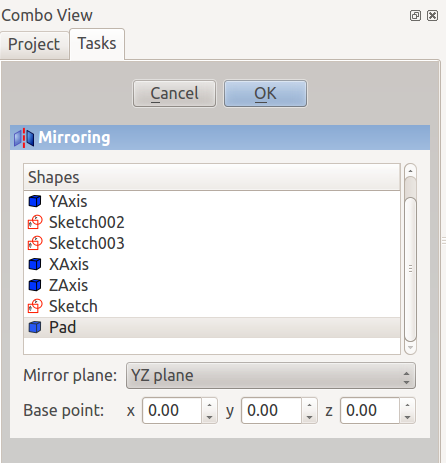 Combo View
Project Tasks
Cancel OK
Mirroring
Shapes
YAxis
Sketch002
Sketch003
XAxis
ZAxis
Sketch
Pad
Mirror plane: YZ plane
Base point: x 0.00 y 0.00 z 0.00